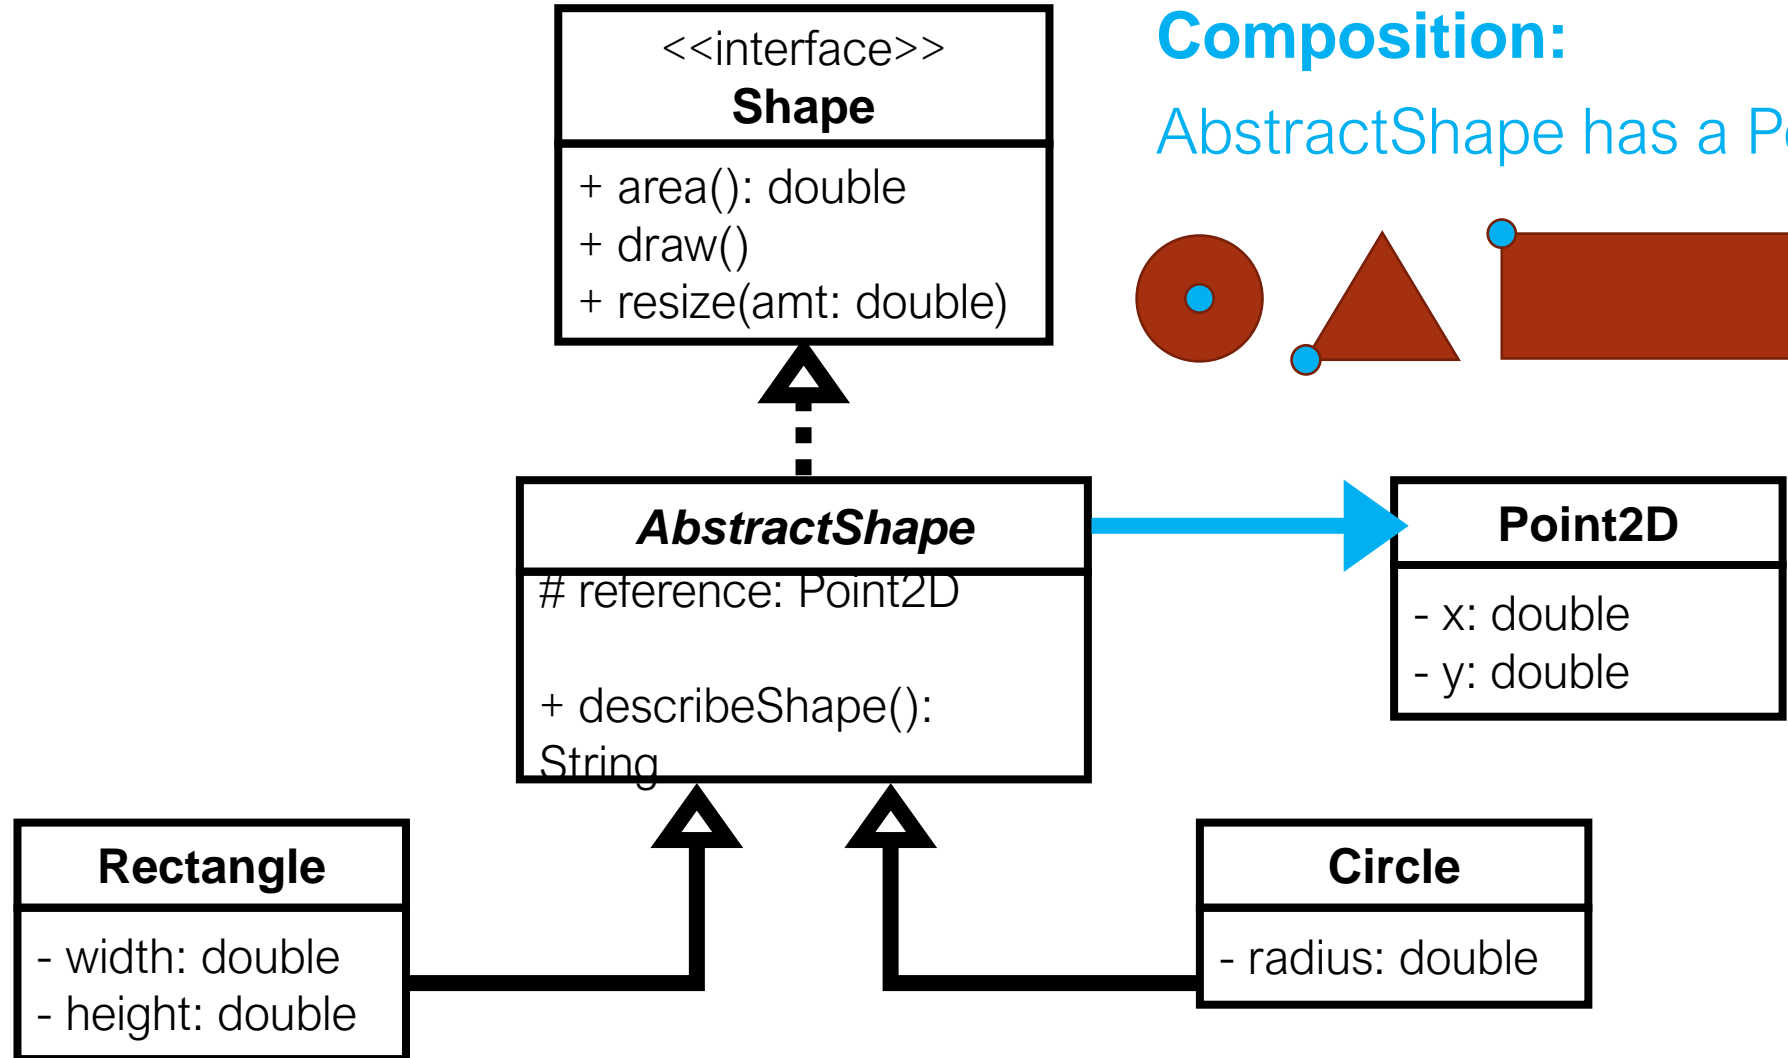 <<interface>>
Shape
+ area(): double
+ draw()
+ resize(amt: double)
Composition:
AbstractShape has a
AbstractShape
# reference: Point2D
+ describeShape():
String
Point2D
- x: double
- y: double
Rectangle
- width: double
- height: double
Circle
- radius: double